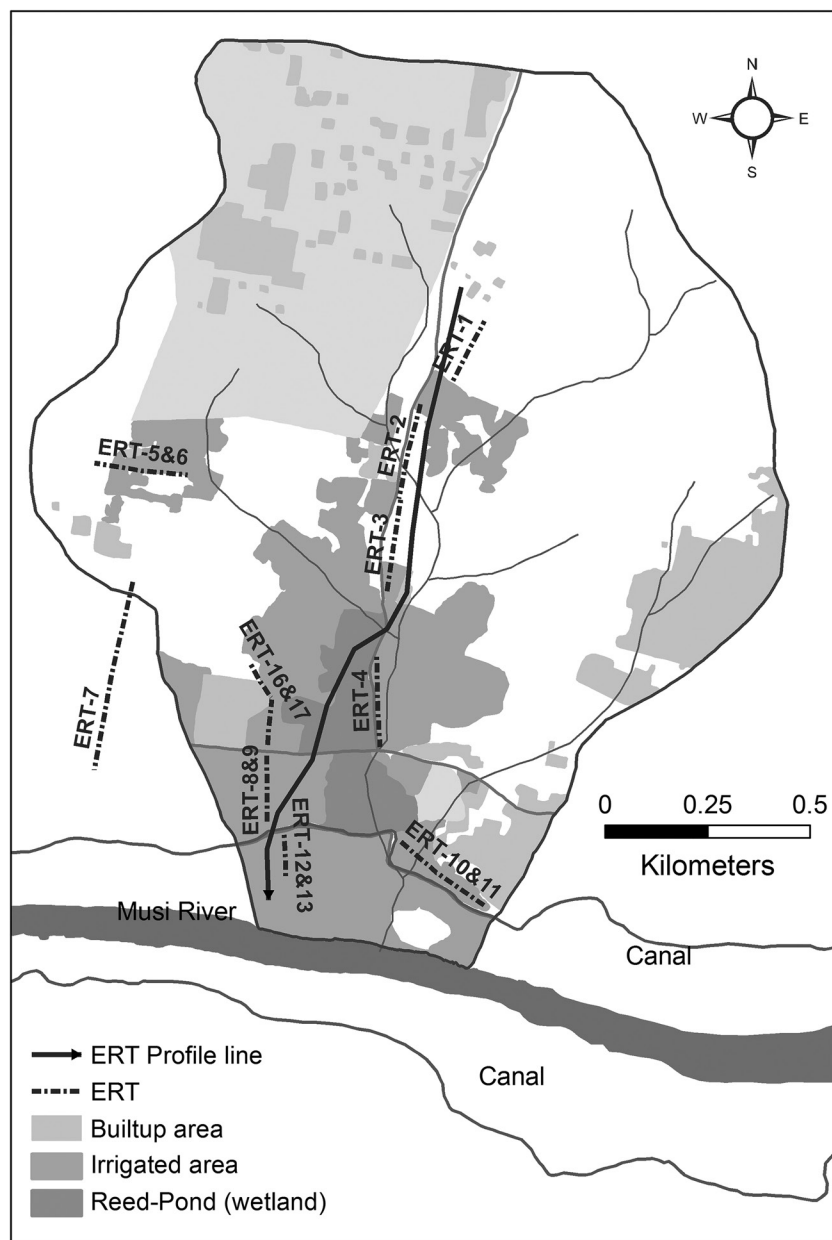 N
W
E
S
ERT-1
ERT-2
ERT-5&6
ERT-3
ERT-16&17
ERT-4
ERT-7
ERT-8&9
ERT-12&13
ERT-10&11
0
0.25
0.5
Kilometers
Musi River
Canal
Canal
ERT Profile line
ERT
Builtup area
Irrigated area
Reed-Pond (wetland)